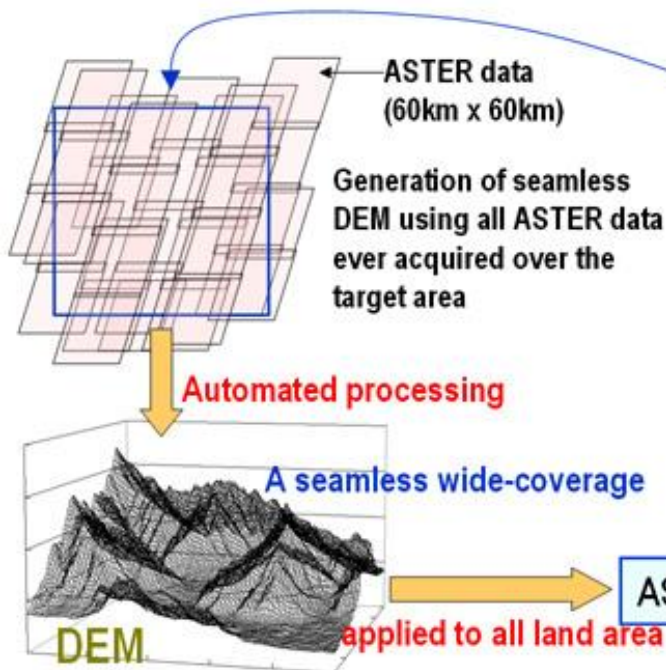 ASTER data
(60km x 60km)
Generation of seamless
DEM using all ASTER data
ever acquired over the
target area
Automated processing
A seamless wide-coverage
DEM
applied to all land area